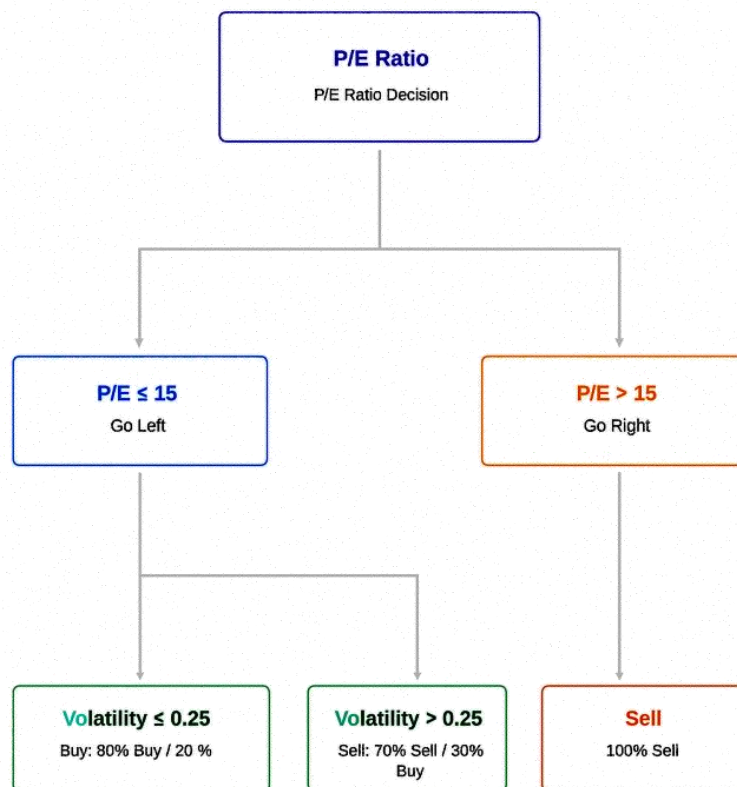 P/E Ratio
P/E Ratio Decision
P/E ≤ 15
Go Left
P/E > 15
Go Right
Volatility ≤ 0.25
Buy: 80% Buy / 20 %
Volatility > 0.25
Sell: 70% Sell / 30%
Buy
Sell
100% Sell